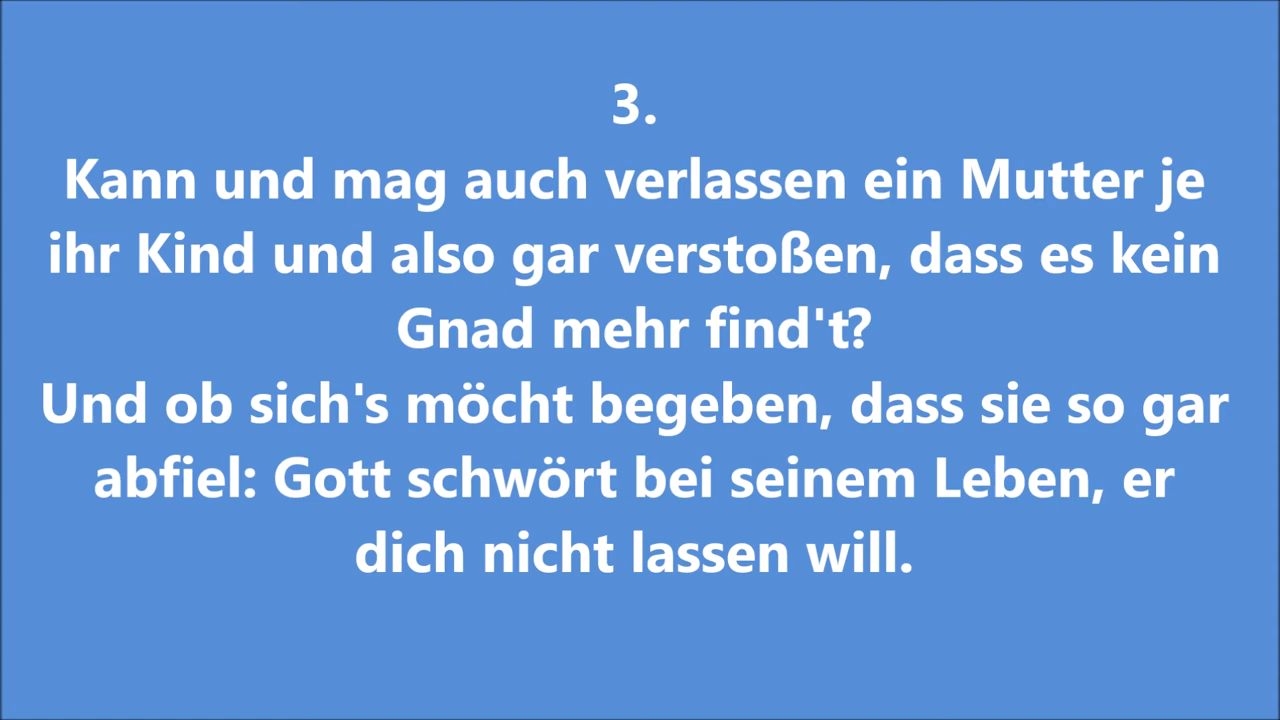 3.
Kann und mag auch verlassen ein Mutter je
ihr Kind und also gar verstoßen, dass es kein
Gnad mehr find't?
Und ob sich's möcht begeben, dass sie so gar
abfiel: Gott schwört bei seinem Leben, er
dich nicht lassen will.